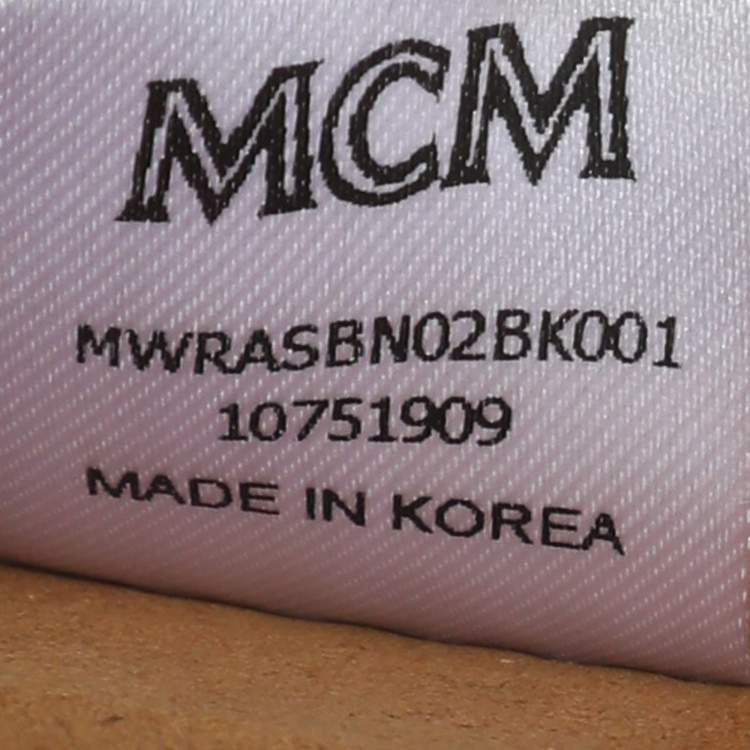 MCM
MWRASBN02BK001
10751909
MADE IN KOREA